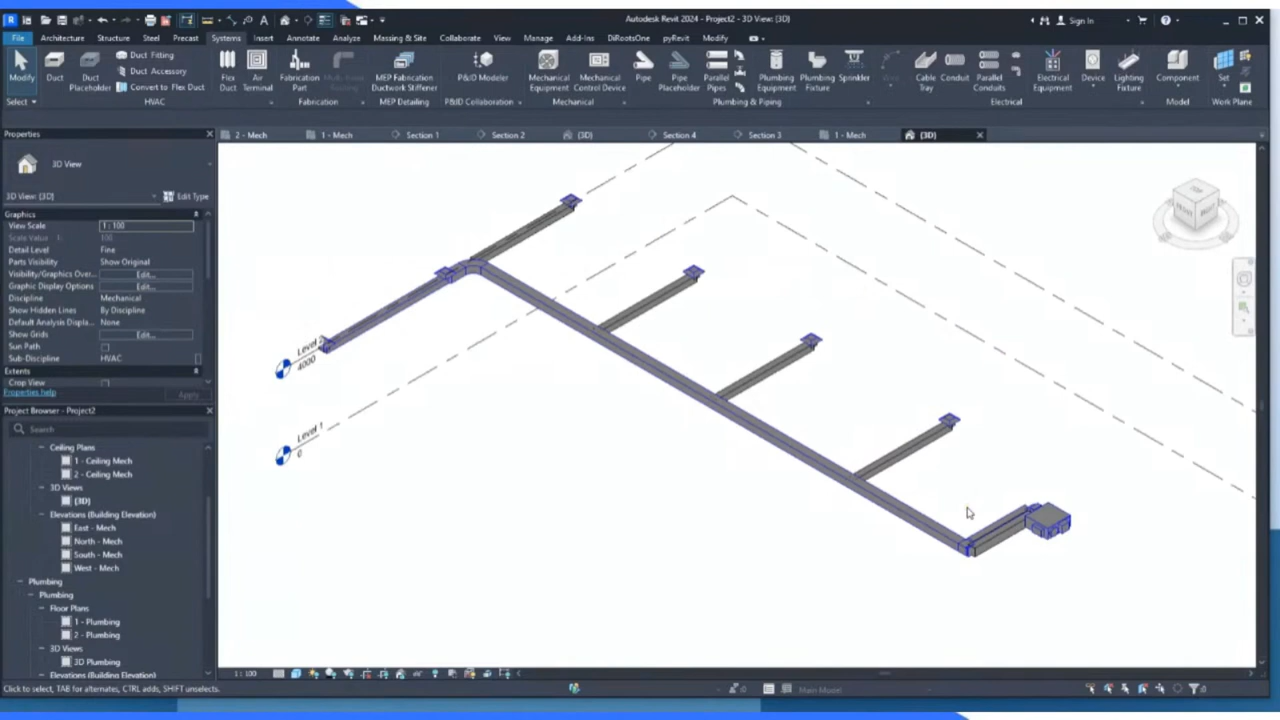 Autodesk Revit 2024 - Project2 - 3D View: {3D}
Sign In
File Architecture Structure Steel Precast Systems Insert Annotate Analyze Massing & Site Collaborate View Manage Add-Ins DiRootsOne pyRevit Modify
Modify
Duct
Duct Placeholder
Duct Fitting
Duct Accessory
Convert to Flex Duct
Flex Duct
Air Terminal
Fabrication Part
MEP Fabrication Ductwork Stiffener
P&ID Modeler
Mechanical Equipment
Mechanical Control Device
Pipe
Pipe Placeholder
Parallel Pipes
Plumbing Equipment
Plumbing Fixture
Sprinkler
Cable Tray
Conduit
Parallel Conduits
Electrical Equipment
Device
Lighting Fixture
Component
Set
Select HVAC Fabrication MEP Detailing P&ID Collaboration Mechanical Plumbing & Piping Electrical Model Work Plane
Properties
2 - Mech 1 - Mech Section 1 Section 2 {3D} Section 4 Section 3 1 - Mech {3D}
3D View
3D View: {3D} Edit Type
Graphics
View Scale 1 : 100
Scale Value 1: 100
Detail Level Fine
Parts Visibility Show Original
Visibility/Graphics Over... Edit...
Graphic Display Options Edit...
Discipline Mechanical
Show Hidden Lines By Discipline
Default Analysis Displa... None
Show Grids Edit...
Sun Path
Sub-Discipline HVAC
Extents
Crop View
Properties help Apply
Project Browser - Project2
Search
Ceiling Plans
1 - Ceiling Mech
2 - Ceiling Mech
3D Views
{3D}
Elevations (Building Elevation)
East - Mech
North - Mech
South - Mech
West - Mech
Plumbing
Plumbing
Floor Plans
1 - Plumbing
2 - Plumbing
3D Views
3D Plumbing
Elevations (Building Elevation)
Level 2
4000
Level 1
0
TOP
FRONT
RIGHT
1 : 100
Click to select, TAB for alternates, CTRL adds, SHIFT unselects.
:0
Main Model
:0